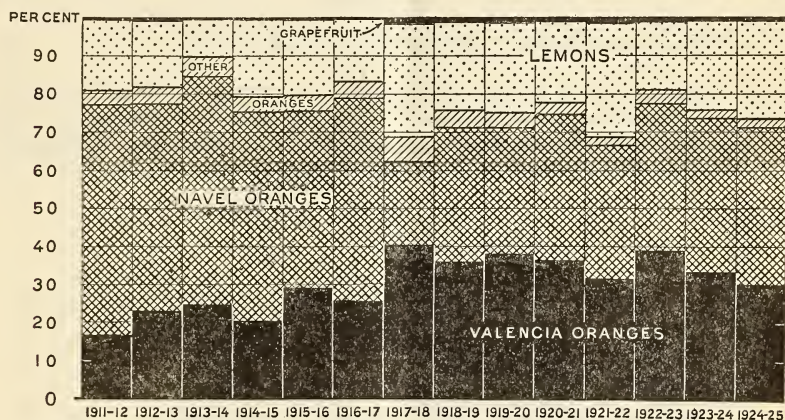 PER CENT
GRAPEFRUIT
90
LEMONS
OTHER
80
ORANGES
70
60
NAVEL ORANGES
50
40
30
20
VALENCIA ORANGES
10
0
1911-12 1912-13 1913-14 1914-15 1915-16 1916-17 1917-18 1918-19 1919-20 1920-21 1921-22 1922-23 1923-24 1924-25